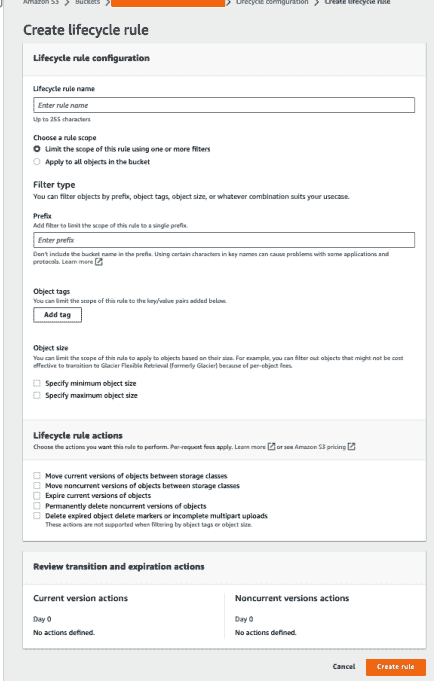 Amazon S3 > Buckets > > Lifecycle configuration > Create lifecycle rule
Create lifecycle rule
Lifecycle rule configuration
Lifecycle rule name
Enter rule name
Up to 255 characters
Choose a rule scope
Limit the scope of this rule using one or more filters
Apply to all objects in the bucket
Filter type
You can filter objects by prefix, object tags, object size, or whatever combination suits your usecase.
Prefix
Add filter to limit the scope of this rule to a single prefix.
Enter prefix
Don't include the bucket name in the prefix. Using certain characters in key names can cause problems with some applications and
protocols. Learn more
Object tags
You can limit the scope of this rule to the key/value pairs added below.
Add tag
Object size
You can limit the scope of this rule to apply to objects based on their size. For example, you can filter out objects that might not be cost
effective to transition to Glacier Flexible Retrieval (formerly Glacier) because of per-object fees.
Specify minimum object size
Specify maximum object size
Lifecycle rule actions
Choose the actions you want this rule to perform. Per-request fees apply. Learn more or see Amazon S3 pricing
Move current versions of objects between storage classes
Move noncurrent versions of objects between storage classes
Expire current versions of objects
Permanently delete noncurrent versions of objects
Delete expired object delete markers or incomplete multipart uploads
These actions are not supported when filtering by object tags or object size.
Review transition and expiration actions
Current version actions
Day 0
No actions defined.
Noncurrent versions actions
Day 0
No actions defined.
Cancel
Create rule